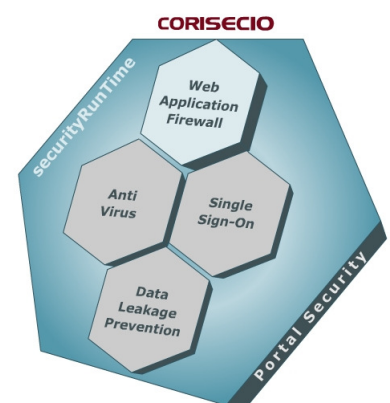 CORISECIO
securityRunTime
Web
Application
Firewall
Anti
Virus
Single
Sign-On
Data
Leakage
Prevention
Portal Security